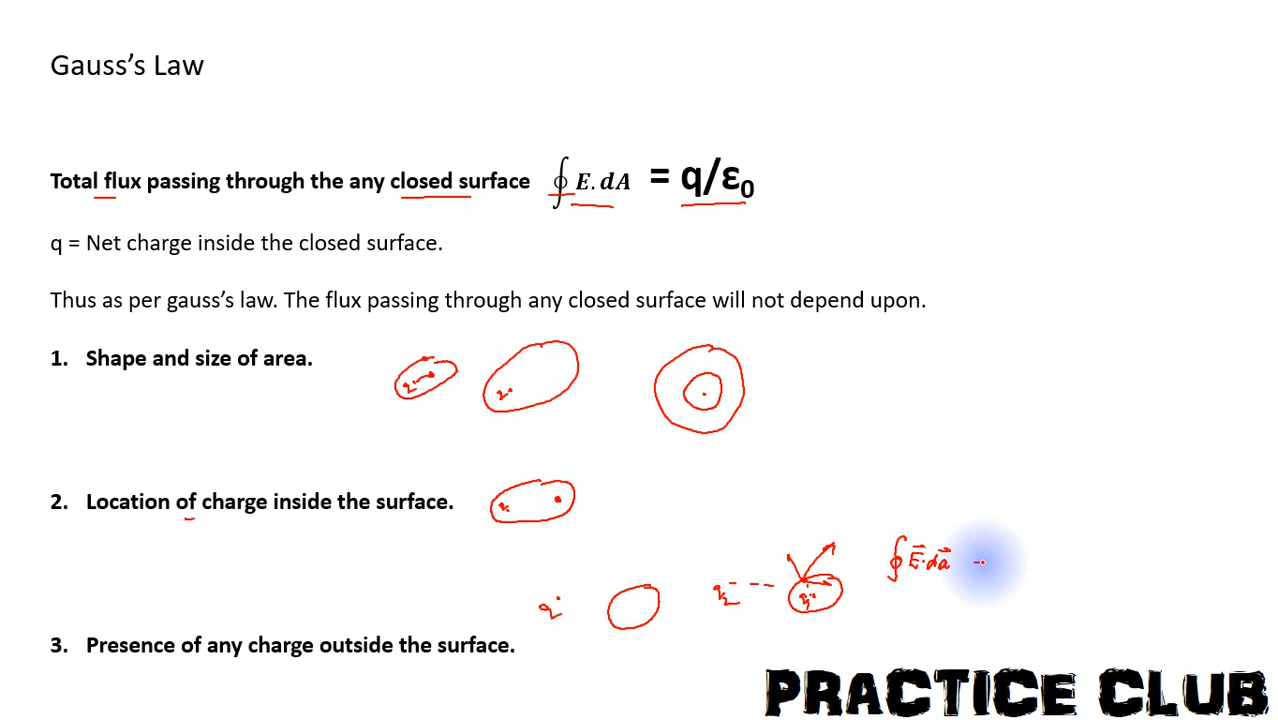 Gauss’s Law
Total flux passing through the any closed surface ∮ E.dA = q/ε₀
q = Net charge inside the closed surface.
Thus as per gauss’s law. The flux passing through any closed surface will not depend upon.
1. Shape and size of area.
2. Location of charge inside the surface.
∮ E⃗·da⃗
3. Presence of any charge outside the surface.
PRACTICE CLUB